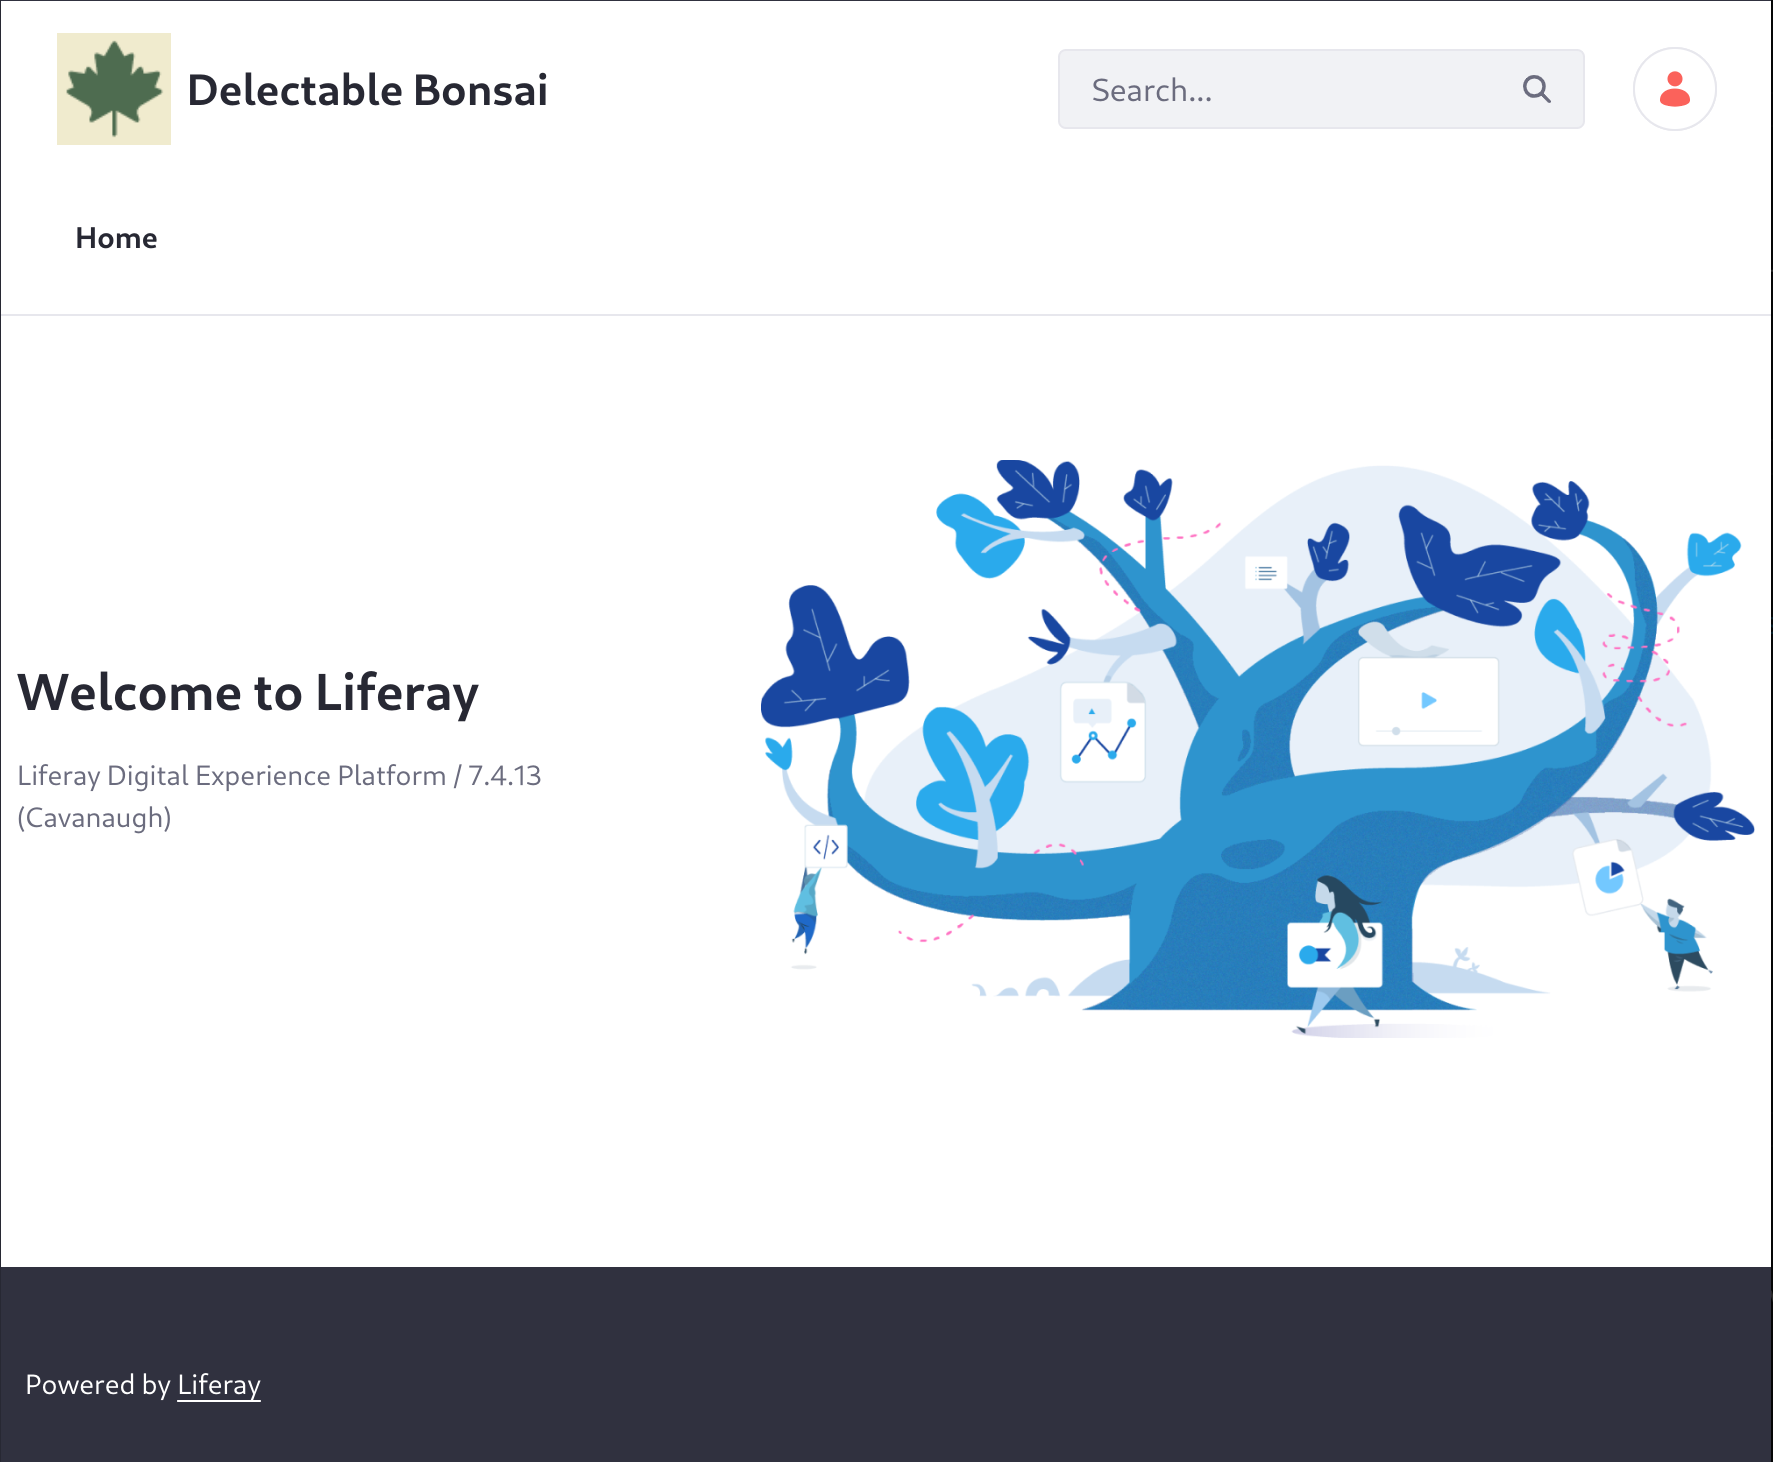 Delectable Bonsai
Search...
Home
Welcome to Liferay
Liferay Digital Experience Platform / 7.4.13
(Cavanaugh)
</>
Powered by Liferay